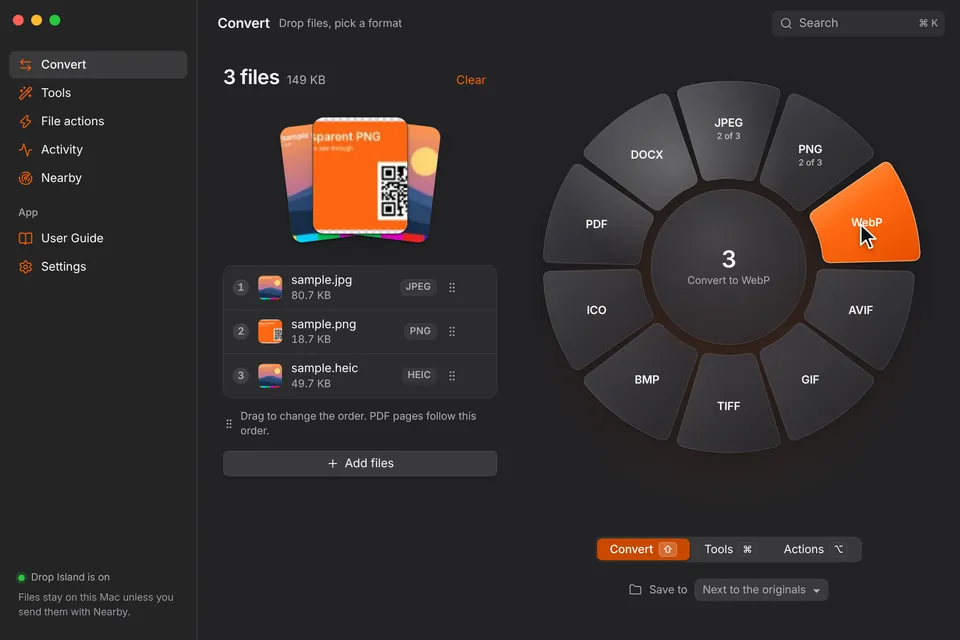 Convert
Drop files, pick a format
Search
⌘ K
Convert
Tools
File actions
Activity
Nearby
App
User Guide
Settings
Drop Island is on
Files stay on this Mac unless you
send them with Nearby.
3 files
149 KB
Clear
sample
sparent PNG
see-through
1
sample.jpg
80.7 KB
JPEG
2
sample.png
18.7 KB
PNG
3
sample.heic
49.7 KB
HEIC
Drag to change the order. PDF pages follow this
order.
+ Add files
JPEG
2 of 3
PNG
2 of 3
WebP
AVIF
GIF
TIFF
BMP
ICO
PDF
DOCX
3
Convert to WebP
Convert ⇧
Tools ⌘
Actions ⌥
Save to
Next to the originals